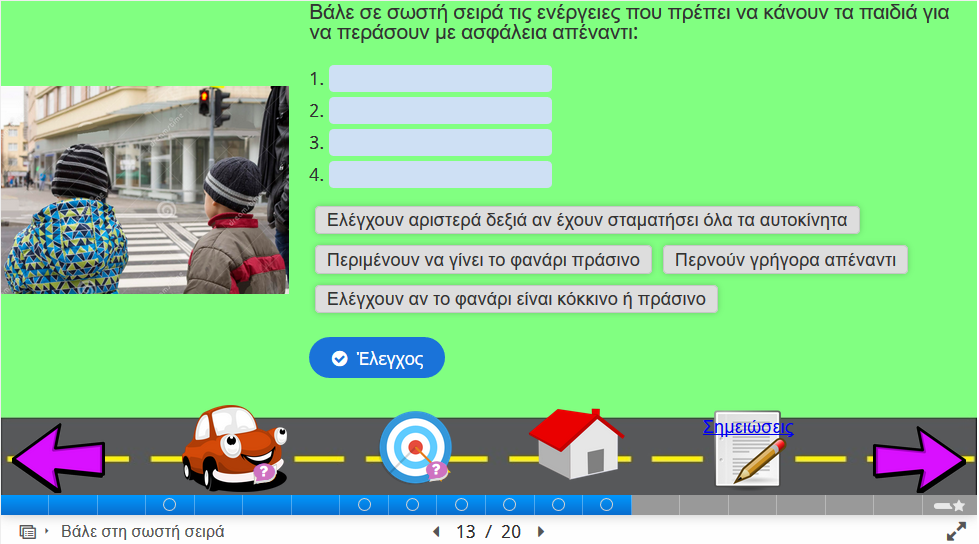 Βάλε σε σωστή σειρά τις ενέργειες που πρέπει να κάνουν τα παιδιά για
να περάσουν με ασφάλεια απέναντι:
1.
2.
3.
4.
Ελέγχουν αριστερά δεξιά αν έχουν σταματήσει όλα τα αυτοκίνητα
Περιμένουν να γίνει το φανάρι πράσινο
Περνούν γρήγορα απέναντι
Ελέγχουν αν το φανάρι είναι κόκκινο ή πράσινο
Έλεγχος
?
?
Σημειώσεις
Βάλε στη σωστή σειρά
13 / 20